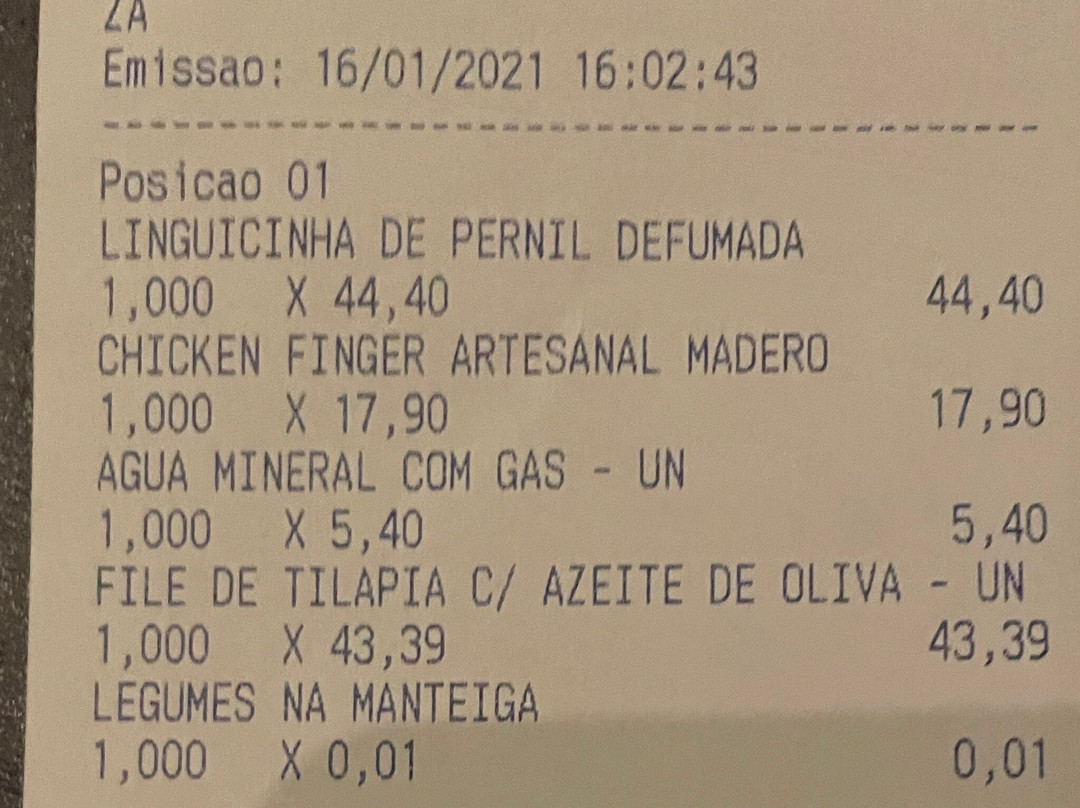 ZA
Emissao: 16/01/2021 16:02:43
Posicao 01
LINGUICINHA DE PERNIL DEFUMADA
1,000 X 44,40 44,40
CHICKEN FINGER ARTESANAL MADERO
1,000 X 17,90 17,90
AGUA MINERAL COM GAS - UN
1,000 X 5,40 5,40
FILE DE TILAPIA C/ AZEITE DE OLIVA - UN
1,000 X 43,39 43,39
LEGUMES NA MANTEIGA
1,000 X 0,01 0,01